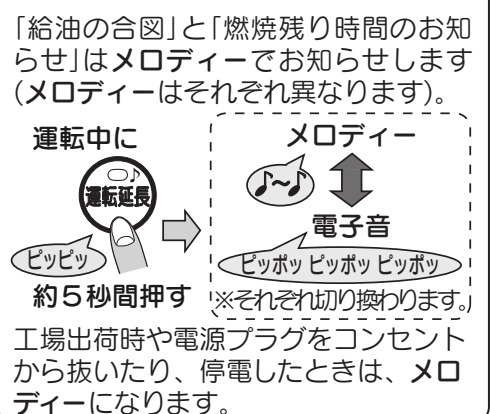 「給油の合図」と「燃焼残り時間のお知
らせ」はメロディーでお知らせします
(メロディーはそれぞれ異なります)。
運転中に
運転延長
ピッピッ
約5秒間押す
メロディー
電子音
ピッポッ ピッポッ ピッポッ
※それぞれ切り換わります。
工場出荷時や電源プラグをコンセント
から抜いたり、停電したときは、メロ
ディーになります。